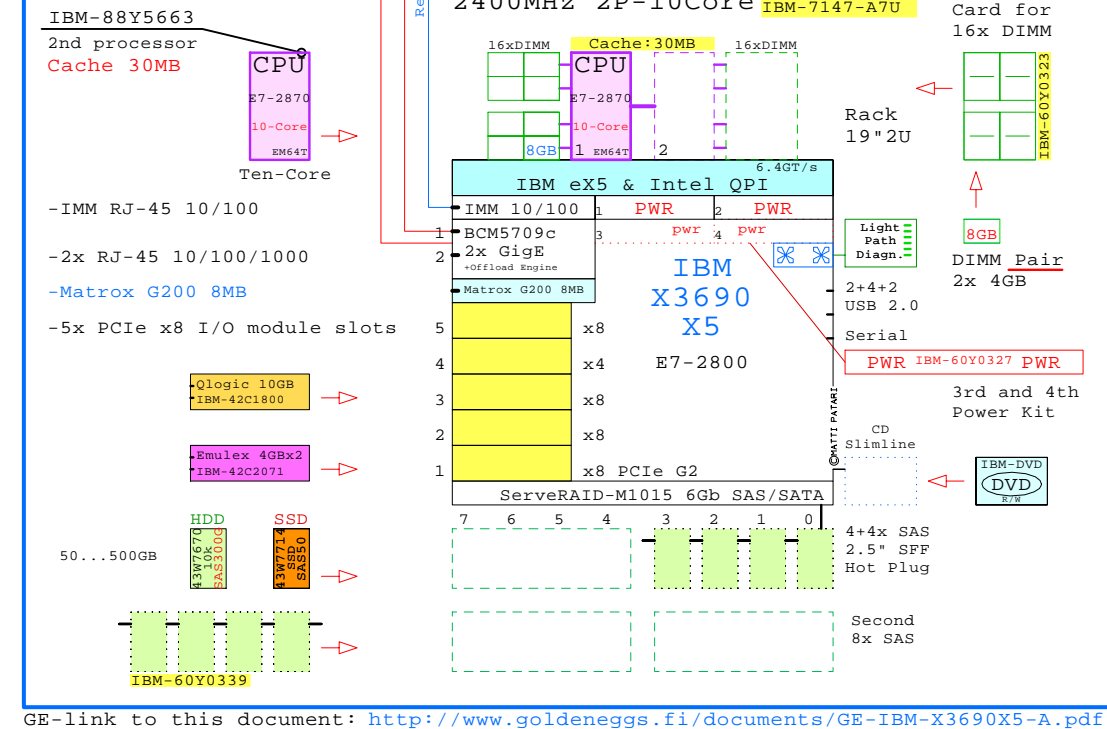 IBM-88Y5663
2nd processor
Cache 30MB
CPU
E7-2870
10-Core
EM64T
Ten-Core
Re
2400MHz 2P-10Core
IBM-7147-A7U
Cache:30MB
16xDIMM
16xDIMM
CPU
E7-2870
10-Core
8GB
1 EM64T
2
6.4GT/s
IBM eX5 & Intel QPI
Card for
16x DIMM
IBM-60Y0323
Rack
19"2U
8GB
DIMM Pair
2x 4GB
-IMM RJ-45 10/100
-2x RJ-45 10/100/1000
-Matrox G200 8MB
-5x PCIe x8 I/O module slots
IMM 10/100
1 PWR
2 PWR
3 pwr
4 pwr
1 BCM5709c
2 2x GigE
+Offload Engine
Matrox G200 8MB
IBM
X3690
X5
E7-2800
Light
Path
Diagn.
2+4+2
USB 2.0
Serial
PWR IBM-60Y0327 PWR
3rd and 4th
Power Kit
5 x8
4 x4
3 x8
2 x8
1 x8 PCIe G2
©MATTI PATARI
CD
Slimline
IBM-DVD
DVD
R/W
Qlogic 10GB
IBM-42C1800
Emulex 4GBx2
IBM-42C2071
ServeRAID-M1015 6Gb SAS/SATA
7 6 5 4 3 2 1 0
HDD
SSD
50...500GB
43W7670
10k
SAS300G
43W7714
SSD
SAS50
4+4x SAS
2.5" SFF
Hot Plug
Second
8x SAS
IBM-60Y0339
GE-link to this document: http://www.goldeneggs.fi/documents/GE-IBM-X3690X5-A.pdf